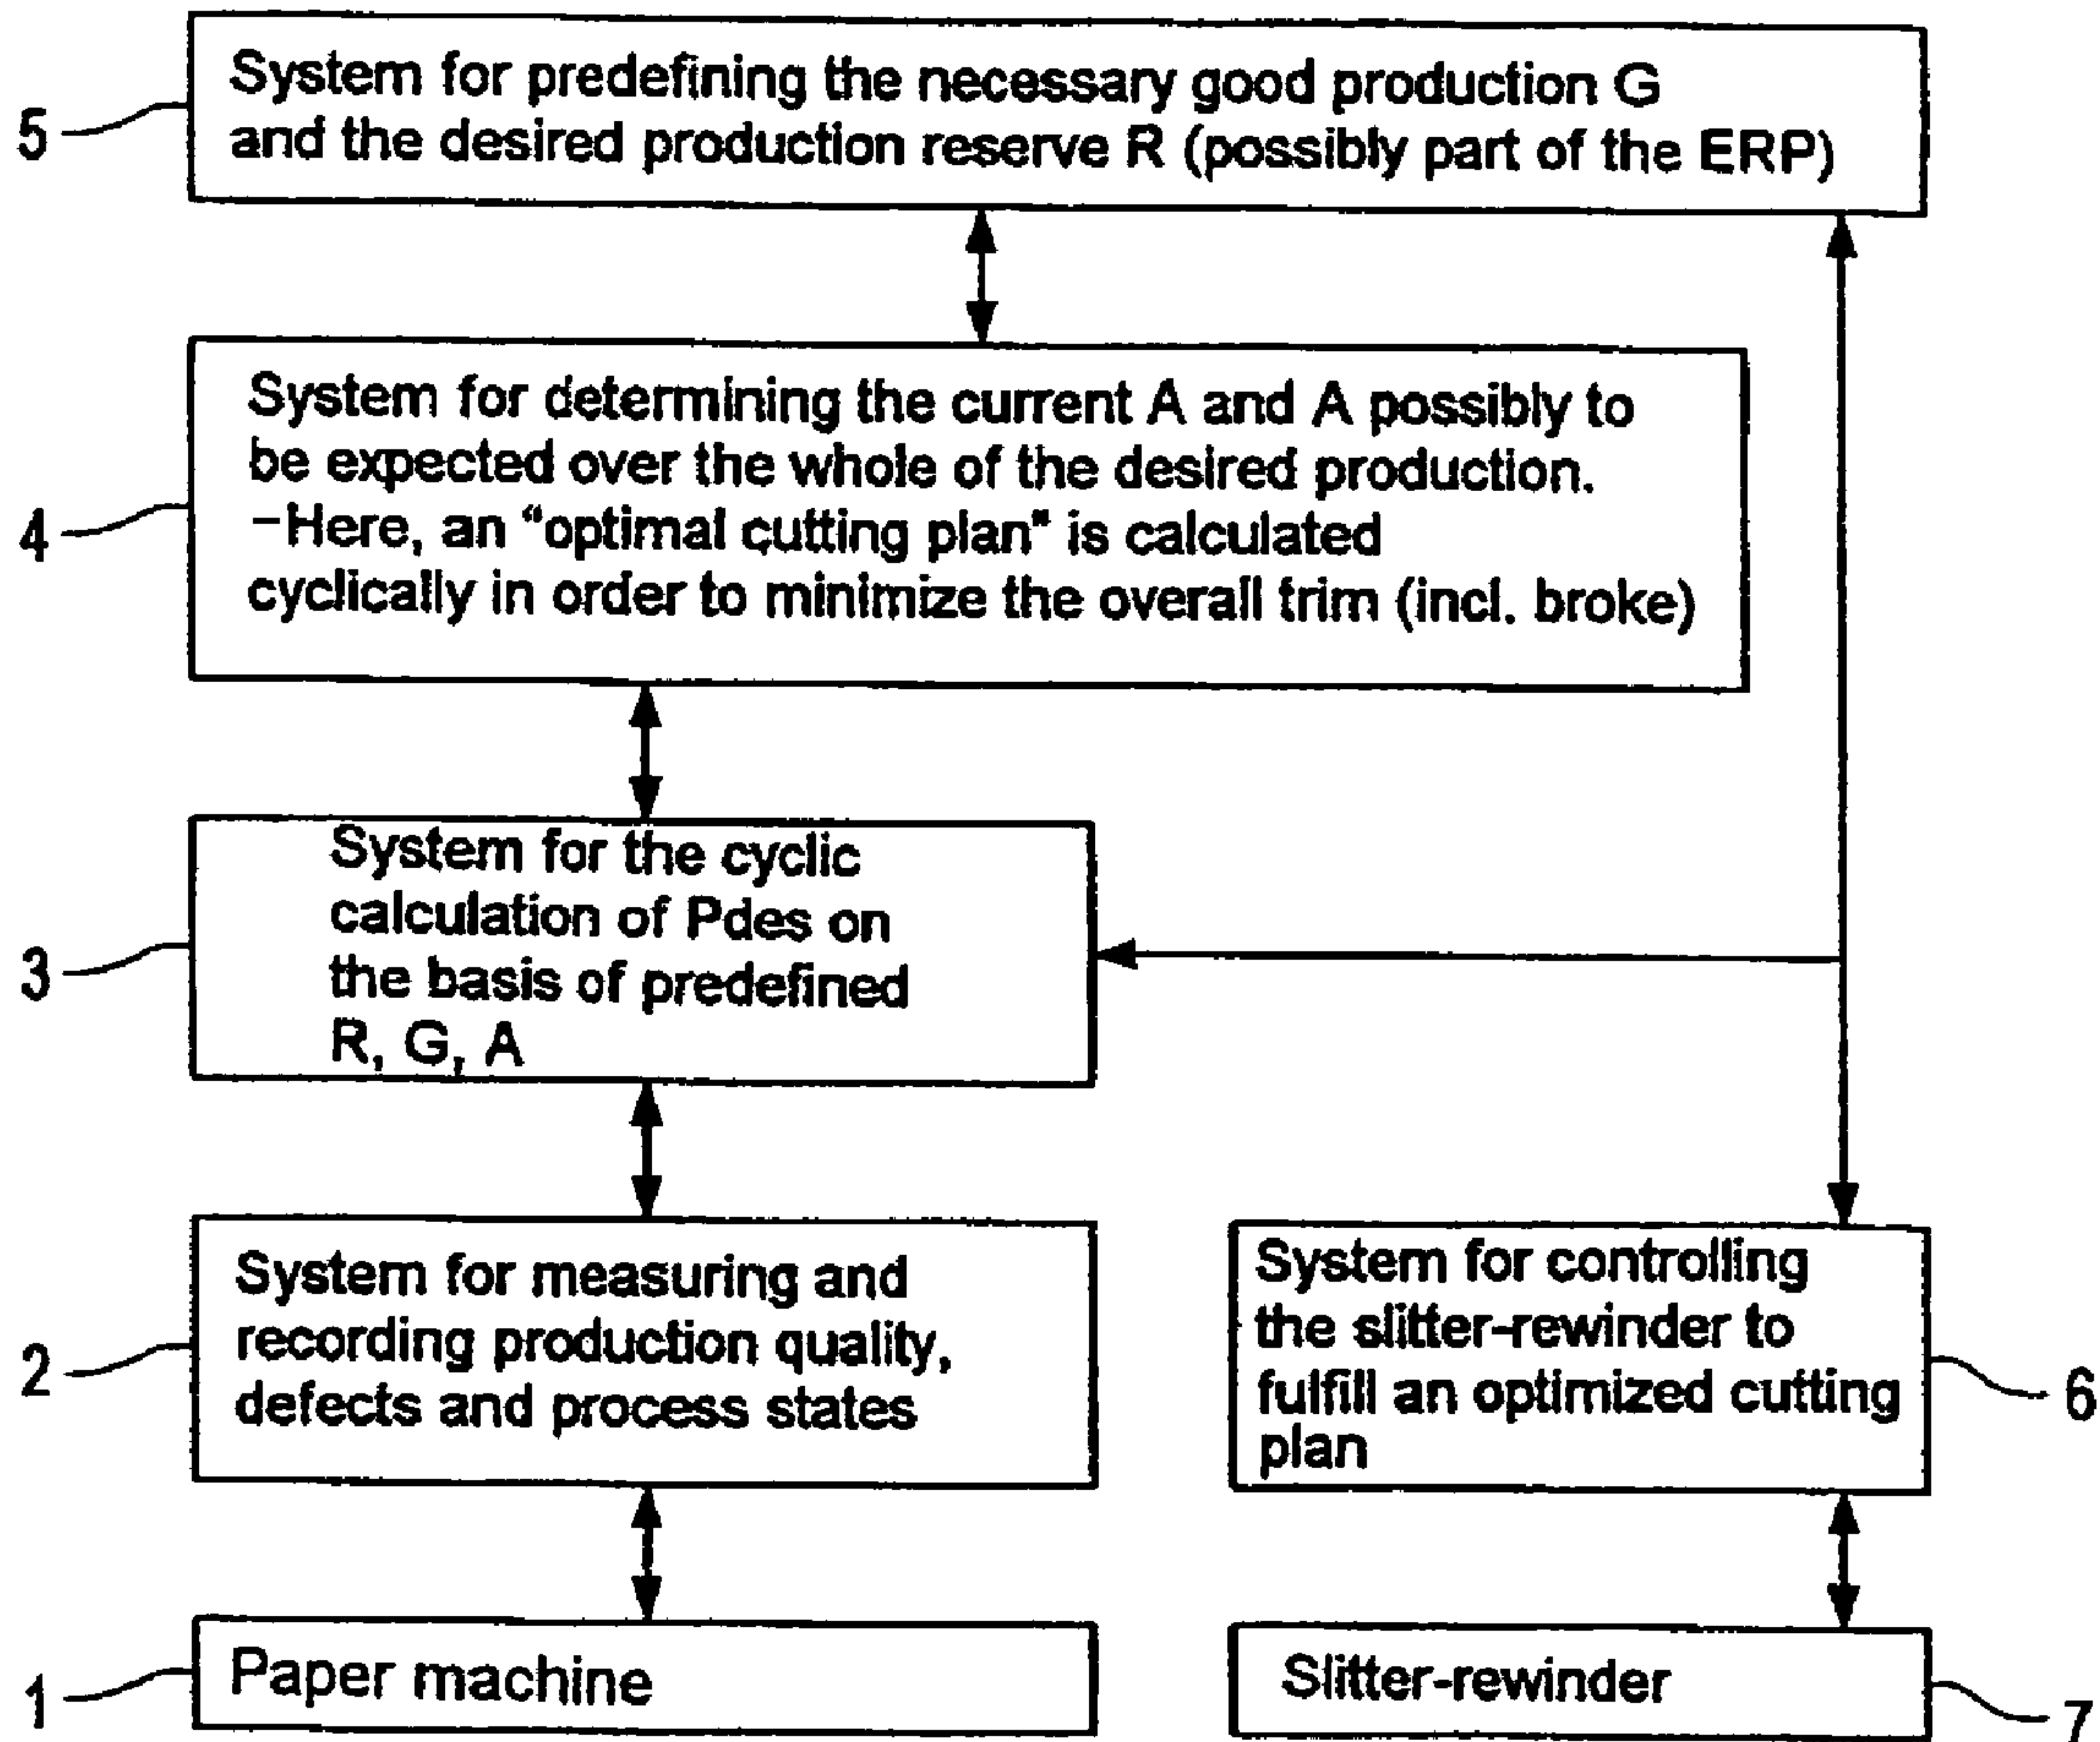 5
System for predefining the necessary good production G
and the desired production reserve R (possibly part of the ERP)
4
System for determining the current A and A possibly to
be expected over the whole of the desired production.
-Here, an "optimal cutting plan" is calculated
cyclically in order to minimize the overall trim (incl. broke)
3
System for the cyclic
calculation of Pdes on
the basis of predefined
R, G, A
2
System for measuring and
recording production quality,
defects and process states
System for controlling
the slitter-rewinder to
fulfill an optimized cutting
plan
6
1
Paper machine
Slitter-rewinder
7